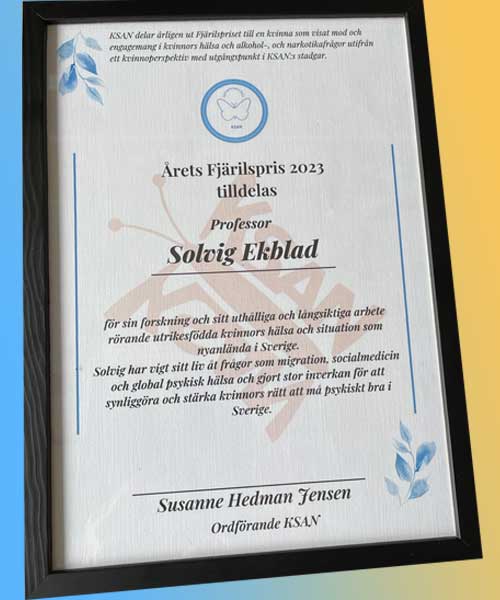 KSAN delar årligen ut Fjärilspriset till en kvinna som visat mod och
engagemang i kvinnors hälsa och alkohol-, och narkotikafrågor utifrån
ett kvinnoperspektiv med utgångspunkt i KSAN:s stadgar.
KSAN
Årets Fjärilspris 2023
tilldelas
Professor
Solvig Ekblad
KSAN
för sin forskning och sitt uthålliga och långsiktiga arbete
rörande utrikesfödda kvinnors hälsa och situation som
nyanlända i Sverige.
Solvig har vigt sitt liv åt frågor som migration, socialmedicin
och global psykisk hälsa och gjort stor inverkan för att
synliggöra och stärka kvinnors rätt att må psykiskt bra i
Sverige.
Susanne Hedman Jensen
Ordförande KSAN